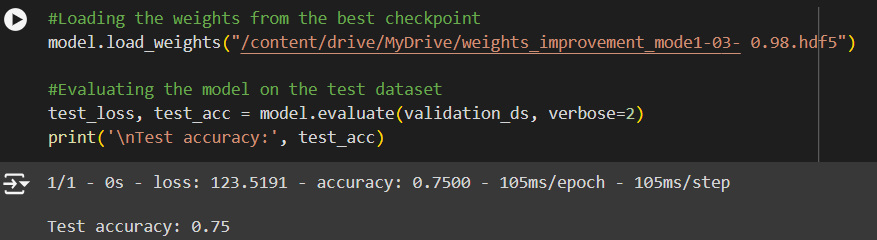 #Loading the weights from the best checkpoint
model.load_weights("/content/drive/MyDrive/weights_improvement_mode1-03- 0.98.hdf5")
#Evaluating the model on the test dataset
test_loss, test_acc = model.evaluate(validation_ds, verbose=2)
print('\nTest accuracy:', test_acc)
1/1 - 0s - loss: 123.5191 - accuracy: 0.7500 - 105ms/epoch - 105ms/step
Test accuracy: 0.75